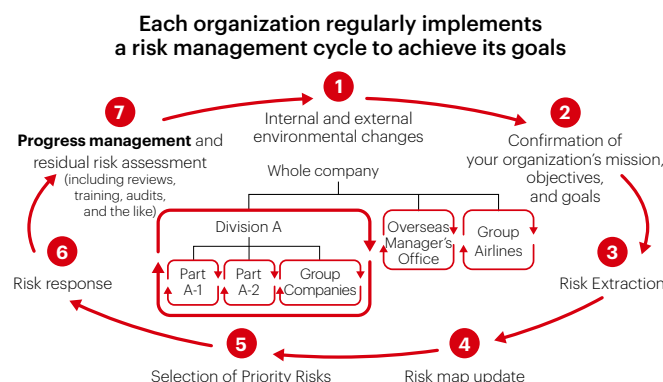 Each organization regularly implements
a risk management cycle to achieve its goals
1
Internal and external
environmental changes
2
Confirmation of
your organization's mission,
objectives,
and goals
3
Risk Extraction
4
Risk map update
5
Selection of Priority Risks
6
Risk response
7
Progress management and
residual risk assessment
(including reviews,
training, audits,
and the like)
Whole company
Division A
Part
A-1
Part
A-2
Group
Companies
Overseas
Manager's
Office
Group
Airlines